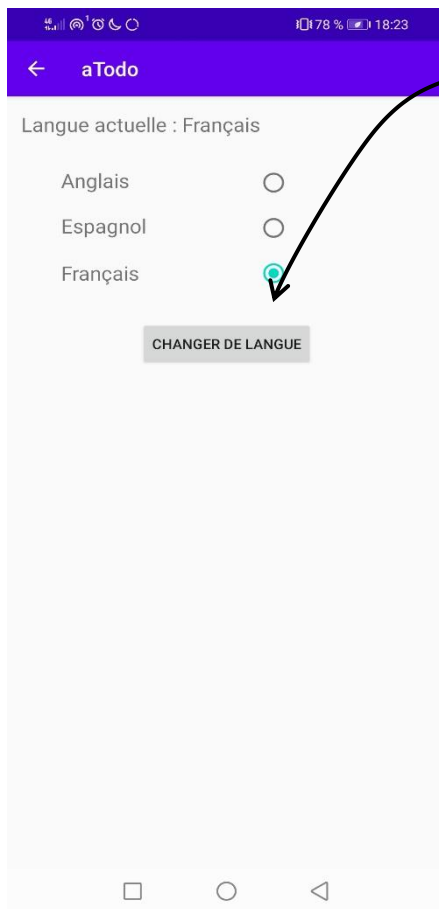 78 % 18:23
aTodo
Langue actuelle : Français
Anglais
Espagnol
Français
CHANGER DE LANGUE